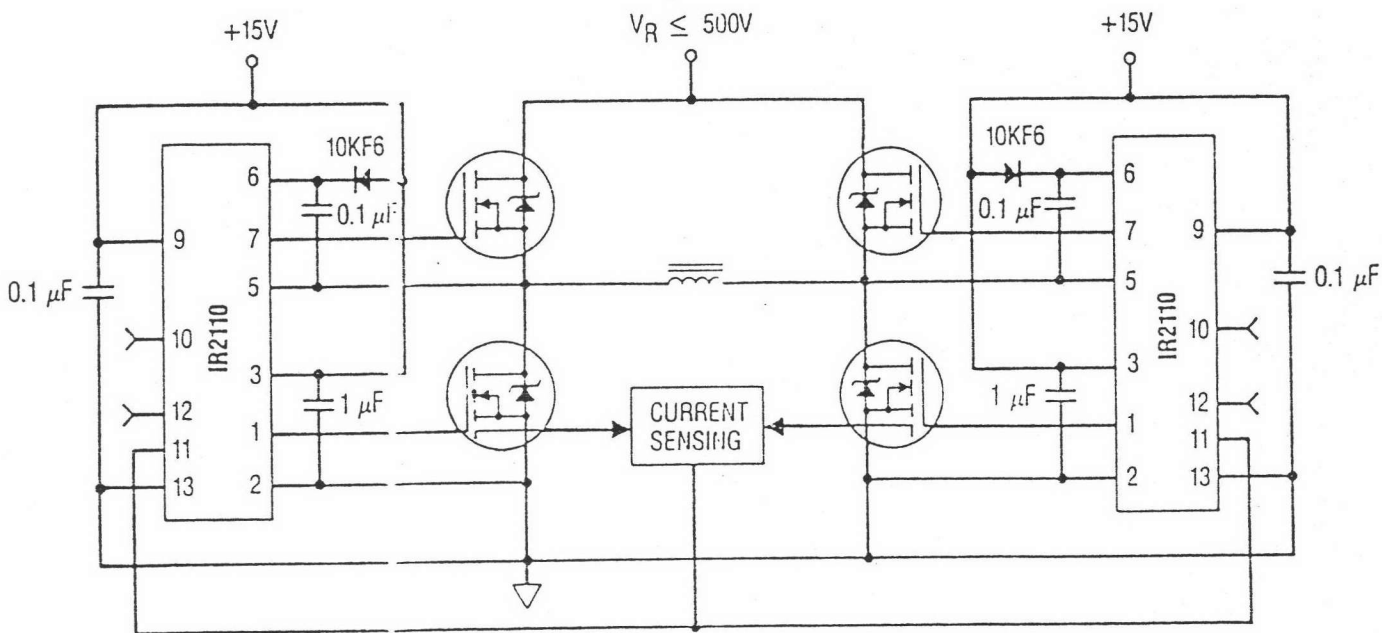 +15V
V_R ≤ 500V
+15V
10KF6
10KF6
6
6
0.1 μF
0.1 μF
9
7
7
9
0.1 μF
5
5
0.1 μF
10
IR2110
IR2110
10
3
3
12
1 μF
CURRENT
SENSING
1 μF
12
1
1
11
11
13
2
2
13